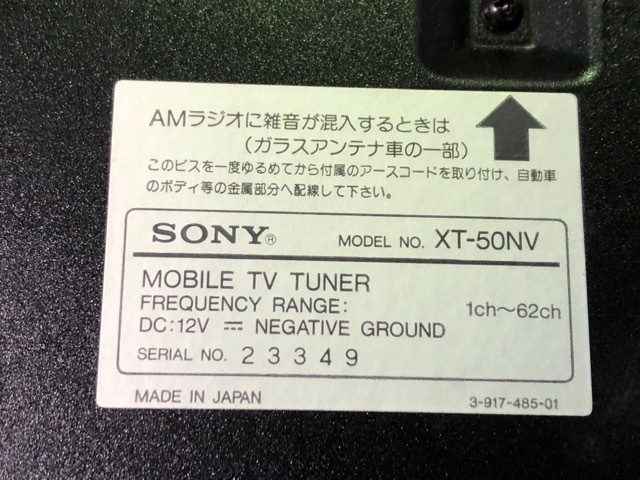 AMラジオに雑音が混入するときは
(ガラスアンテナ車の一部)
このビスを一度ゆるめてから付属のアースコードを取り付け、自動車
のボディ等の金属部分へ配線して下さい。
SONY® MODEL NO. XT-50NV
MOBILE TV TUNER
FREQUENCY RANGE: 1ch〜62ch
DC:12V ⎓ NEGATIVE GROUND
SERIAL NO. 23349
MADE IN JAPAN 3-917-485-01